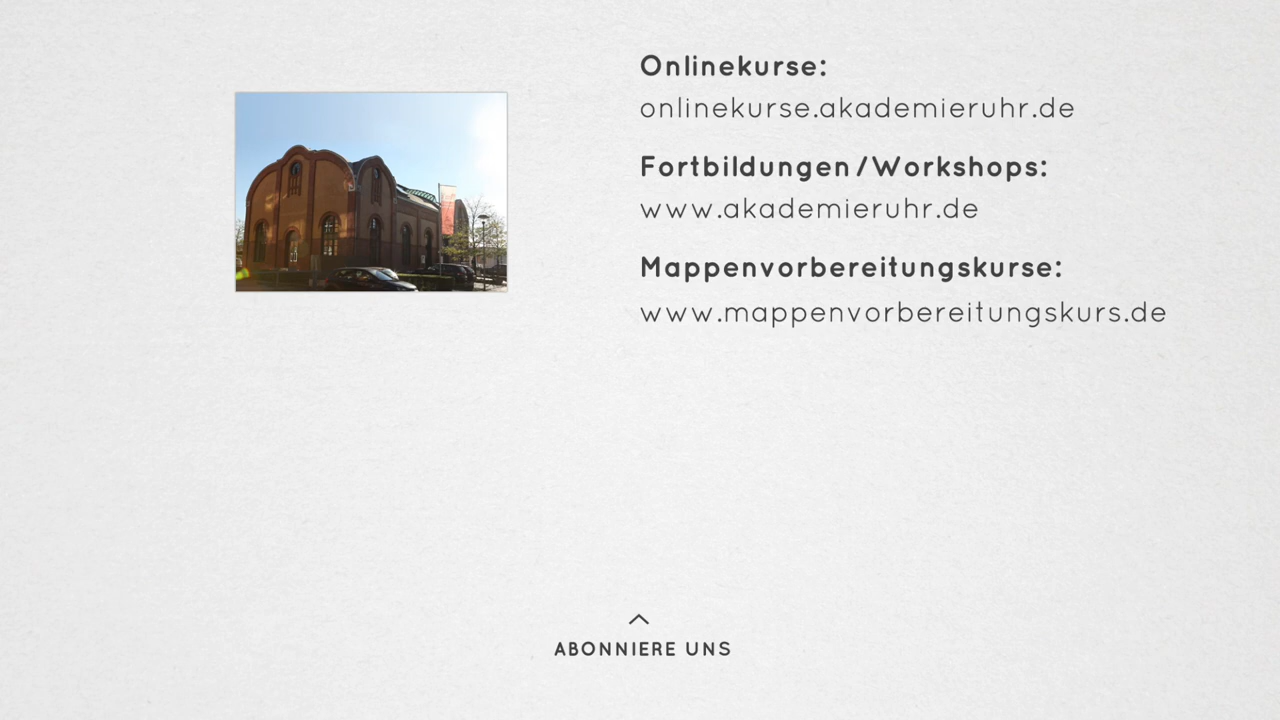 Onlinekurse:
onlinekurse.akademieruhr.de
Fortbildungen/Workshops:
www.akademieruhr.de
Mappenvorbereitungskurse:
www.mappenvorbereitungskurs.de
ABONNIERE UNS